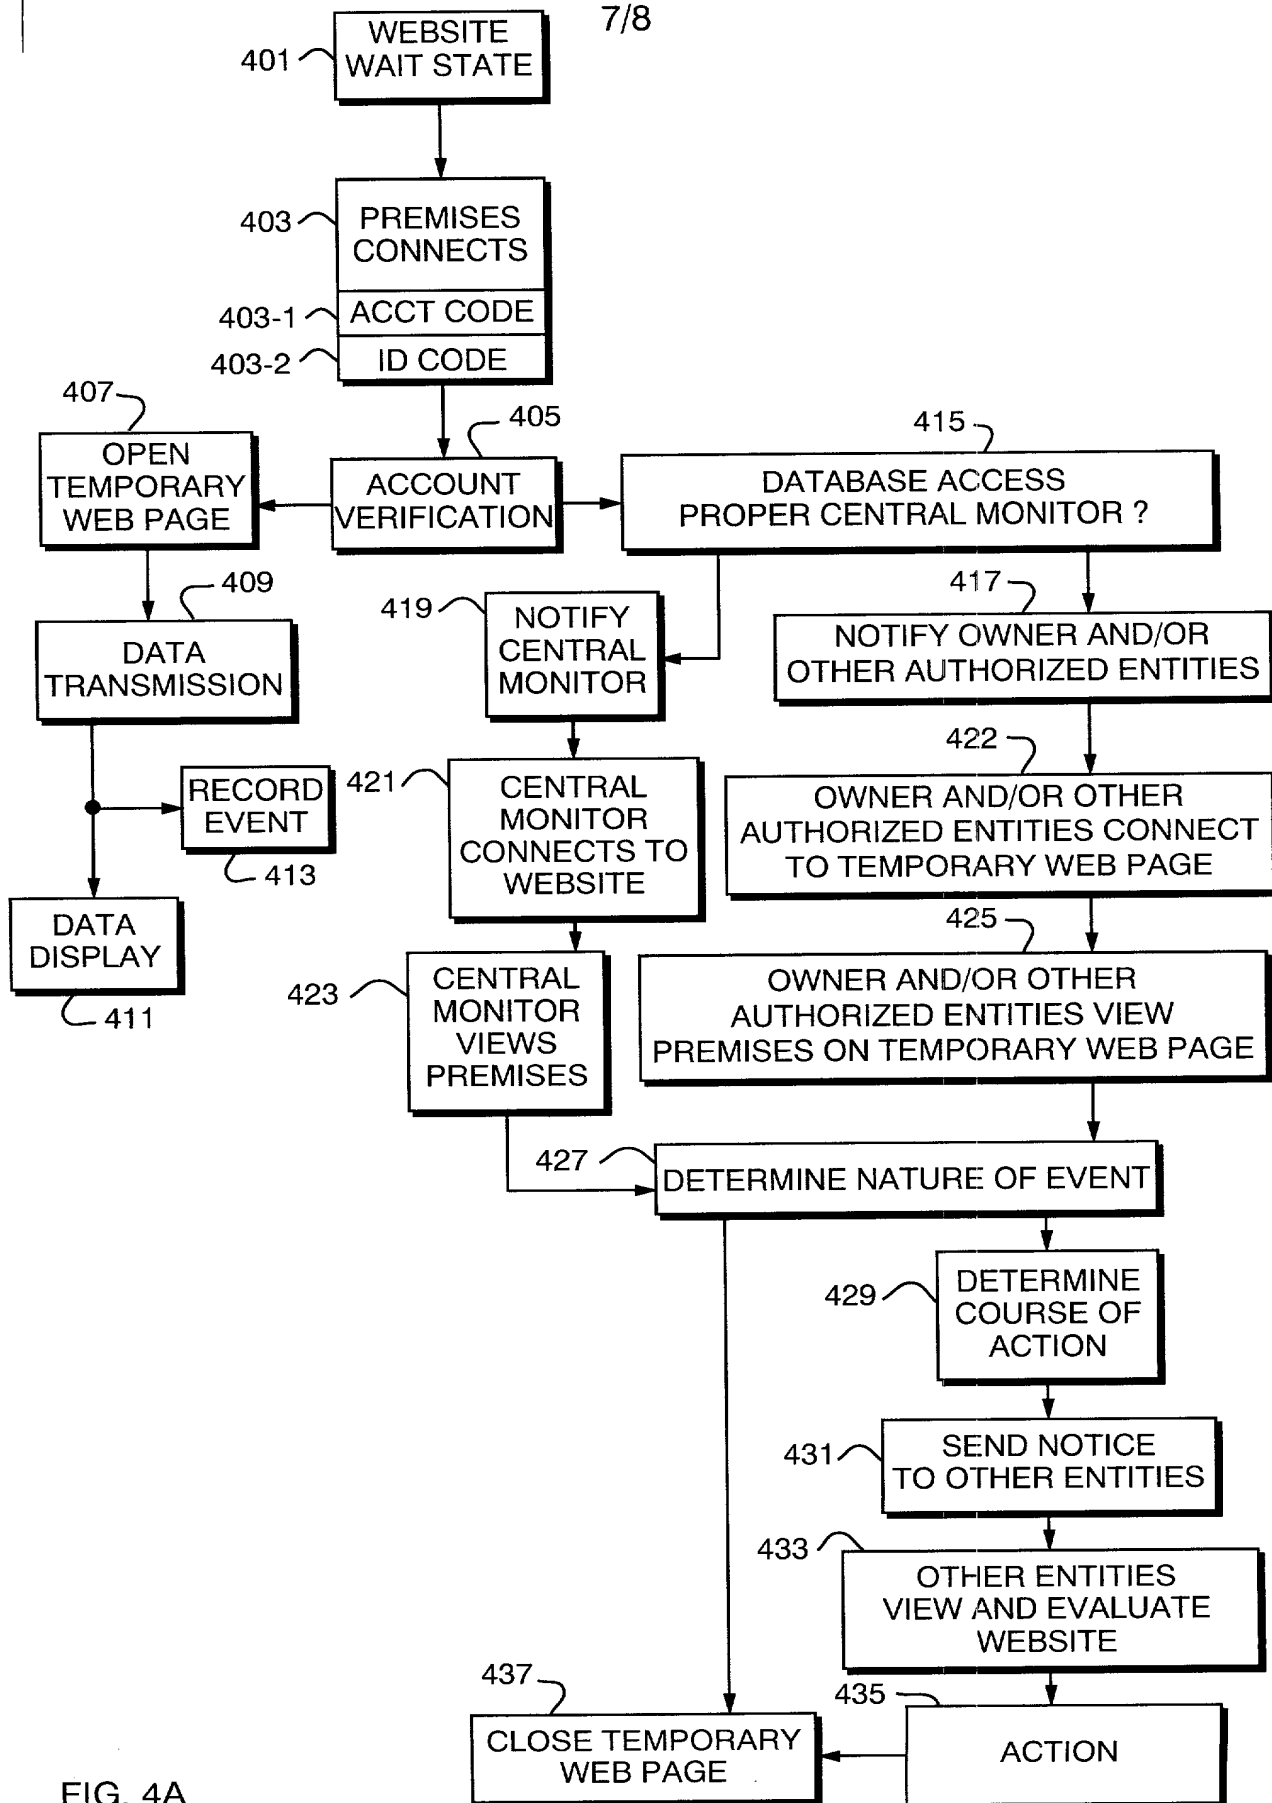 7/8
WEBSITE
WAIT STATE
401
403
PREMISES
CONNECTS
403-1
ACCT CODE
403-2
ID CODE
407
405
415
OPEN
TEMPORARY
WEB PAGE
ACCOUNT
VERIFICATION
DATABASE ACCESS
PROPER CENTRAL MONITOR ?
409
419
417
DATA
TRANSMISSION
NOTIFY
CENTRAL
MONITOR
NOTIFY OWNER AND/OR
OTHER AUTHORIZED ENTITIES
422
421
RECORD
EVENT
413
CENTRAL
MONITOR
CONNECTS TO
WEBSITE
OWNER AND/OR OTHER
AUTHORIZED ENTITIES CONNECT
TO TEMPORARY WEB PAGE
DATA
DISPLAY
411
425
423
CENTRAL
MONITOR
VIEWS
PREMISES
OWNER AND/OR OTHER
AUTHORIZED ENTITIES VIEW
PREMISES ON TEMPORARY WEB PAGE
427
DETERMINE NATURE OF EVENT
429
DETERMINE
COURSE OF
ACTION
431
SEND NOTICE
TO OTHER ENTITIES
433
OTHER ENTITIES
VIEW AND EVALUATE
WEBSITE
437
435
CLOSE TEMPORARY
WEB PAGE
ACTION
FIG. 4A